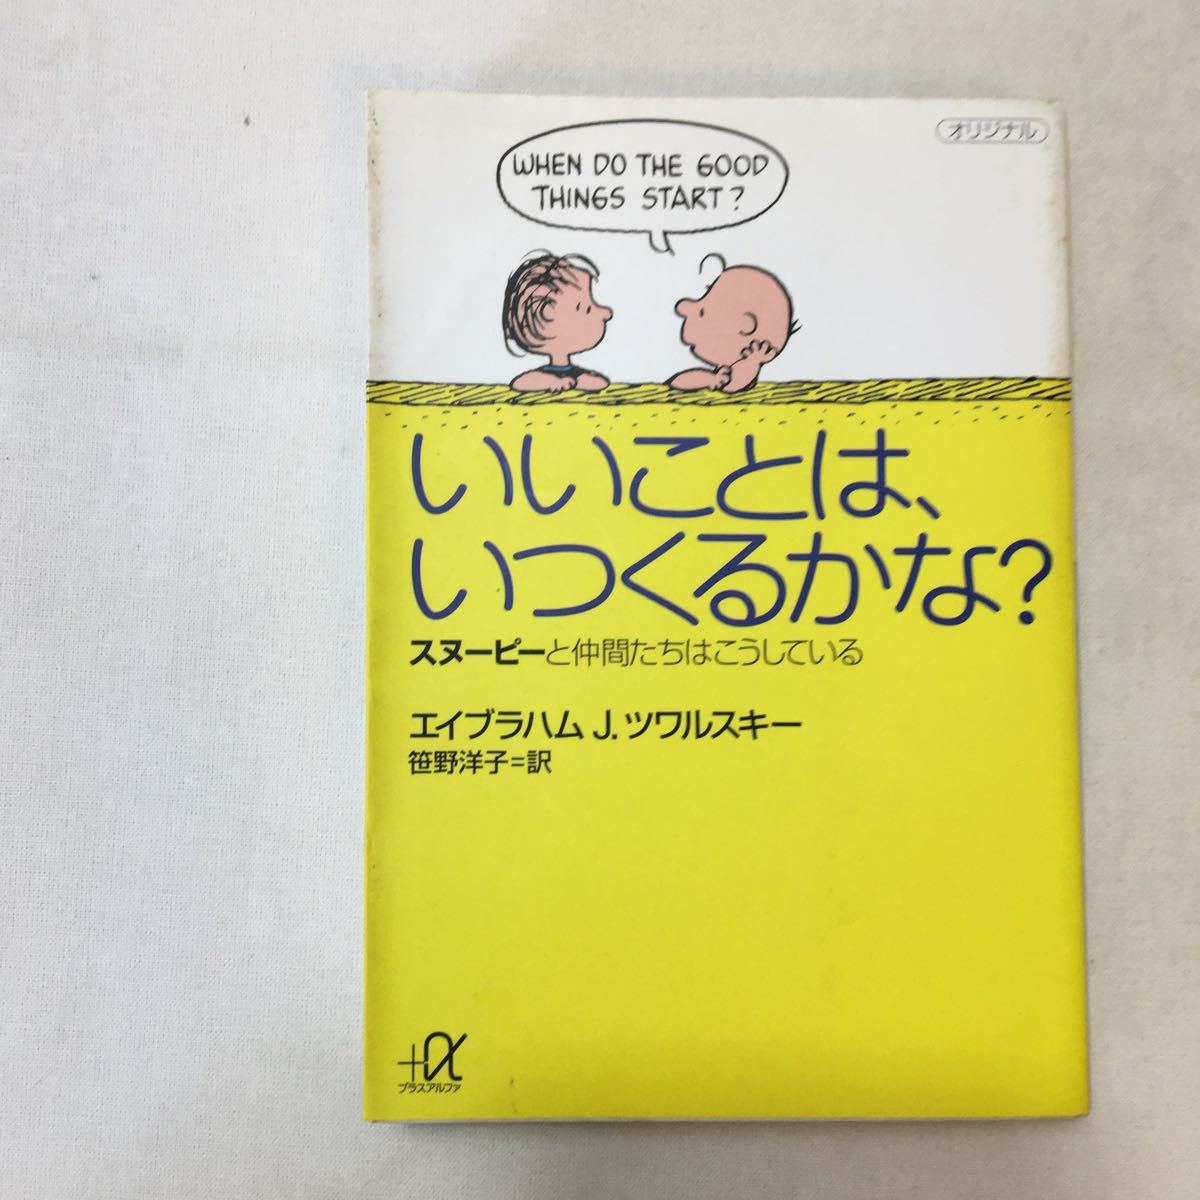 オリジナル
WHEN DO THE GOOD
THINGS START?
いいことは、
いつくるかな?
スヌーピーと仲間たちはこうしている
エイブラハム J. ツワルスキー
笹野洋子=訳
+α
プラスアルファ